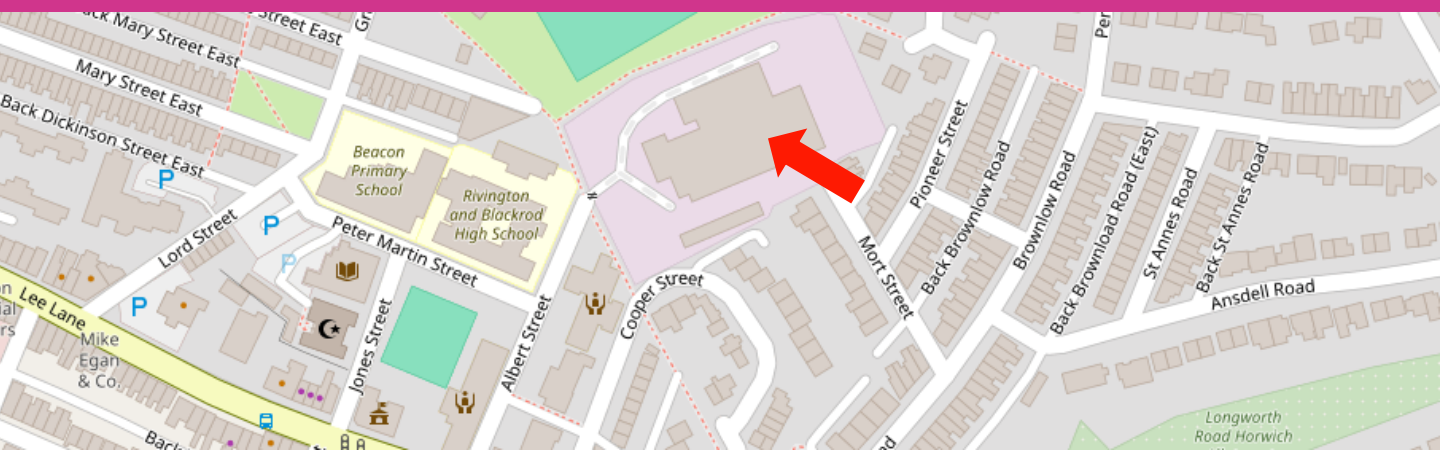 Back Mary Street East
Street East
Mary Street East
Back Dickinson Street East
P
Beacon
Primary
School
Rivington
and Blackrod
High School
P
Lord Street
Peter Martin Street
P
P
Lee Lane
Mike
Egan
& Co.
Jones Street
Albert Street
Cooper Street
Mort Street
Pioneer Street
Back Brownlow Road
Brownlow Road
Back Brownload Road (East)
St Annes Road
Back St Annes Road
Ansdell Road
Longworth
Road Horwich